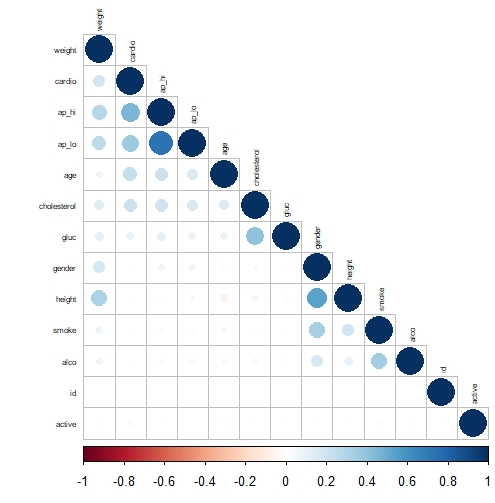 weight
cardio
ap_hi
ap_lo
age
cholesterol
gluc
gender
height
smoke
alco
id
active
weight
cardio
ap_hi
ap_lo
age
cholesterol
gluc
gender
height
smoke
alco
id
active
-1 -0.8 -0.6 -0.4 -0.2 0 0.2 0.4 0.6 0.8 1